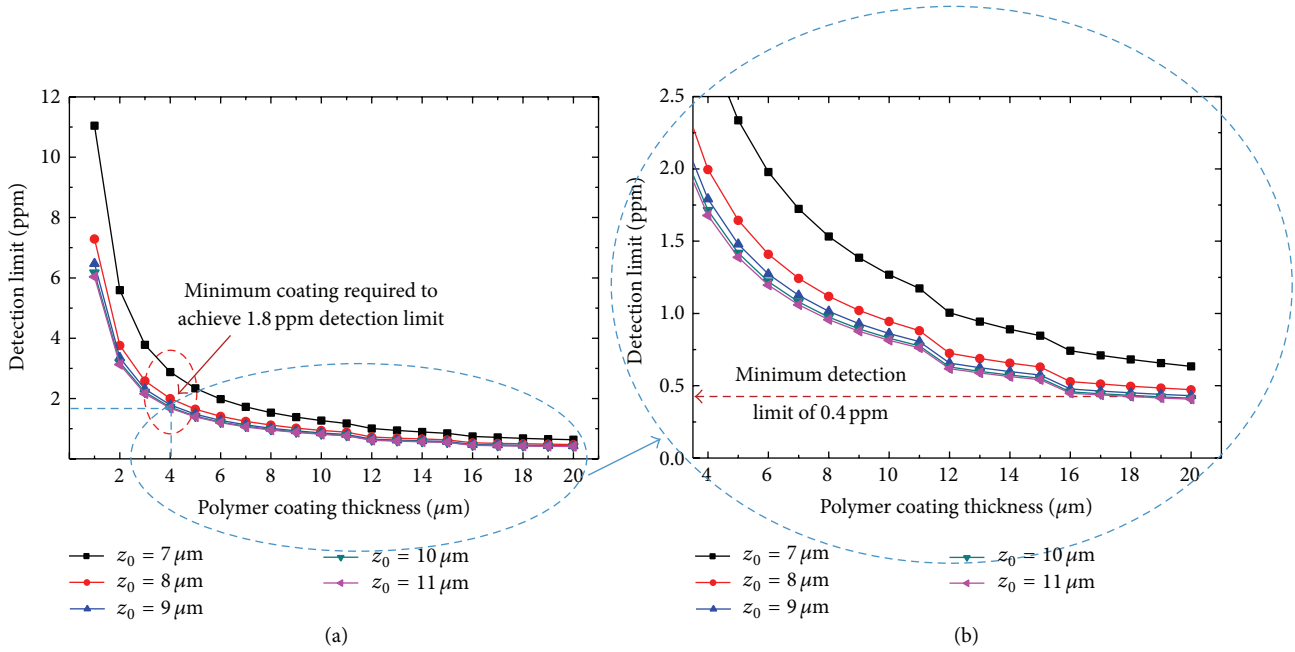 12
10
8
6
4
2
Detection limit (ppm)
Minimum coating required to
achieve 1.8 ppm detection limit
2 4 6 8 10 12 14 16 18 20
Polymer coating thickness (μm)
z₀ = 7 μm
z₀ = 8 μm
z₀ = 9 μm
z₀ = 10 μm
z₀ = 11 μm
(a)
2.5
2.0
1.5
1.0
0.5
0.0
Detection limit (ppm)
Minimum detection
limit of 0.4 ppm
4 6 8 10 12 14 16 18 20
Polymer coating thickness (μm)
z₀ = 7 μm
z₀ = 8 μm
z₀ = 9 μm
z₀ = 10 μm
z₀ = 11 μm
(b)